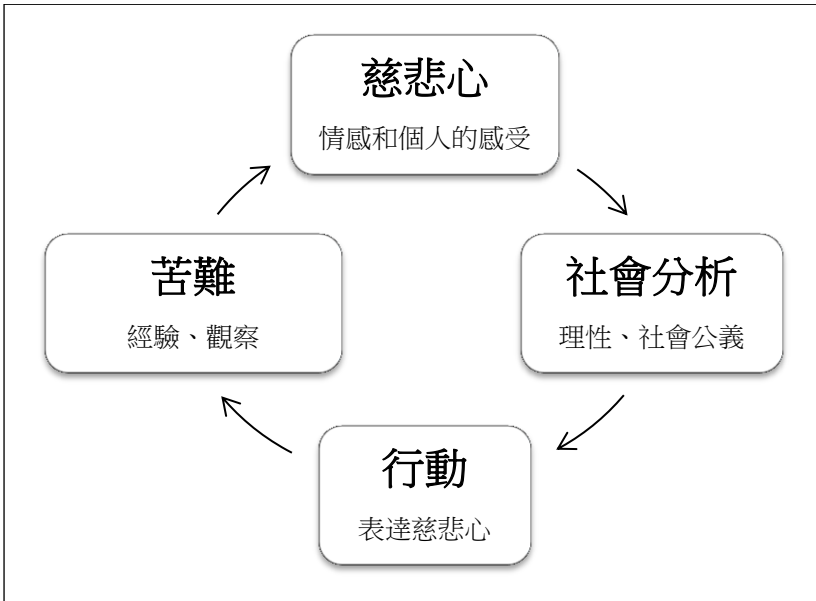 慈悲心
情感和個人的感受
苦難
經驗、觀察
社會分析
理性、社會公義
行動
表達慈悲心